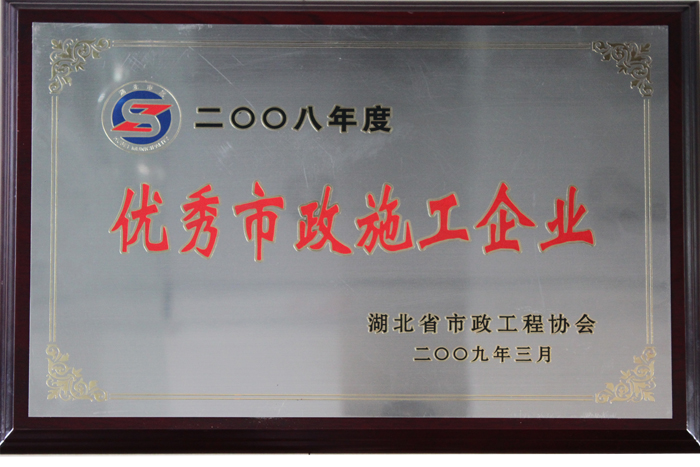 二〇〇八年度
优秀市政施工企业
湖北省市政工程协会
二〇〇九年三月